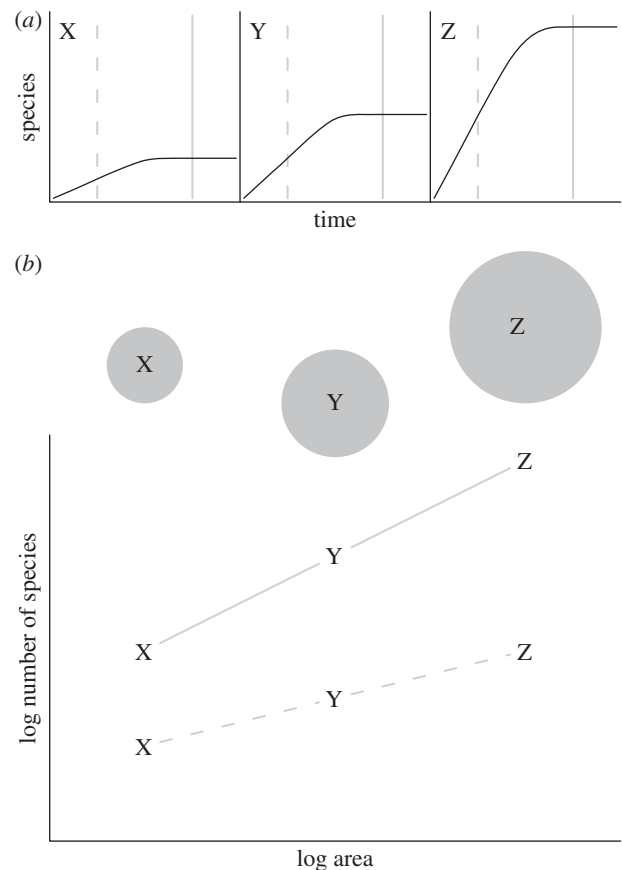 (a)
X Y Z
species
time
(b)
X
Y
Z
log number of species
Z
Y
X
Z
Y
X
log area